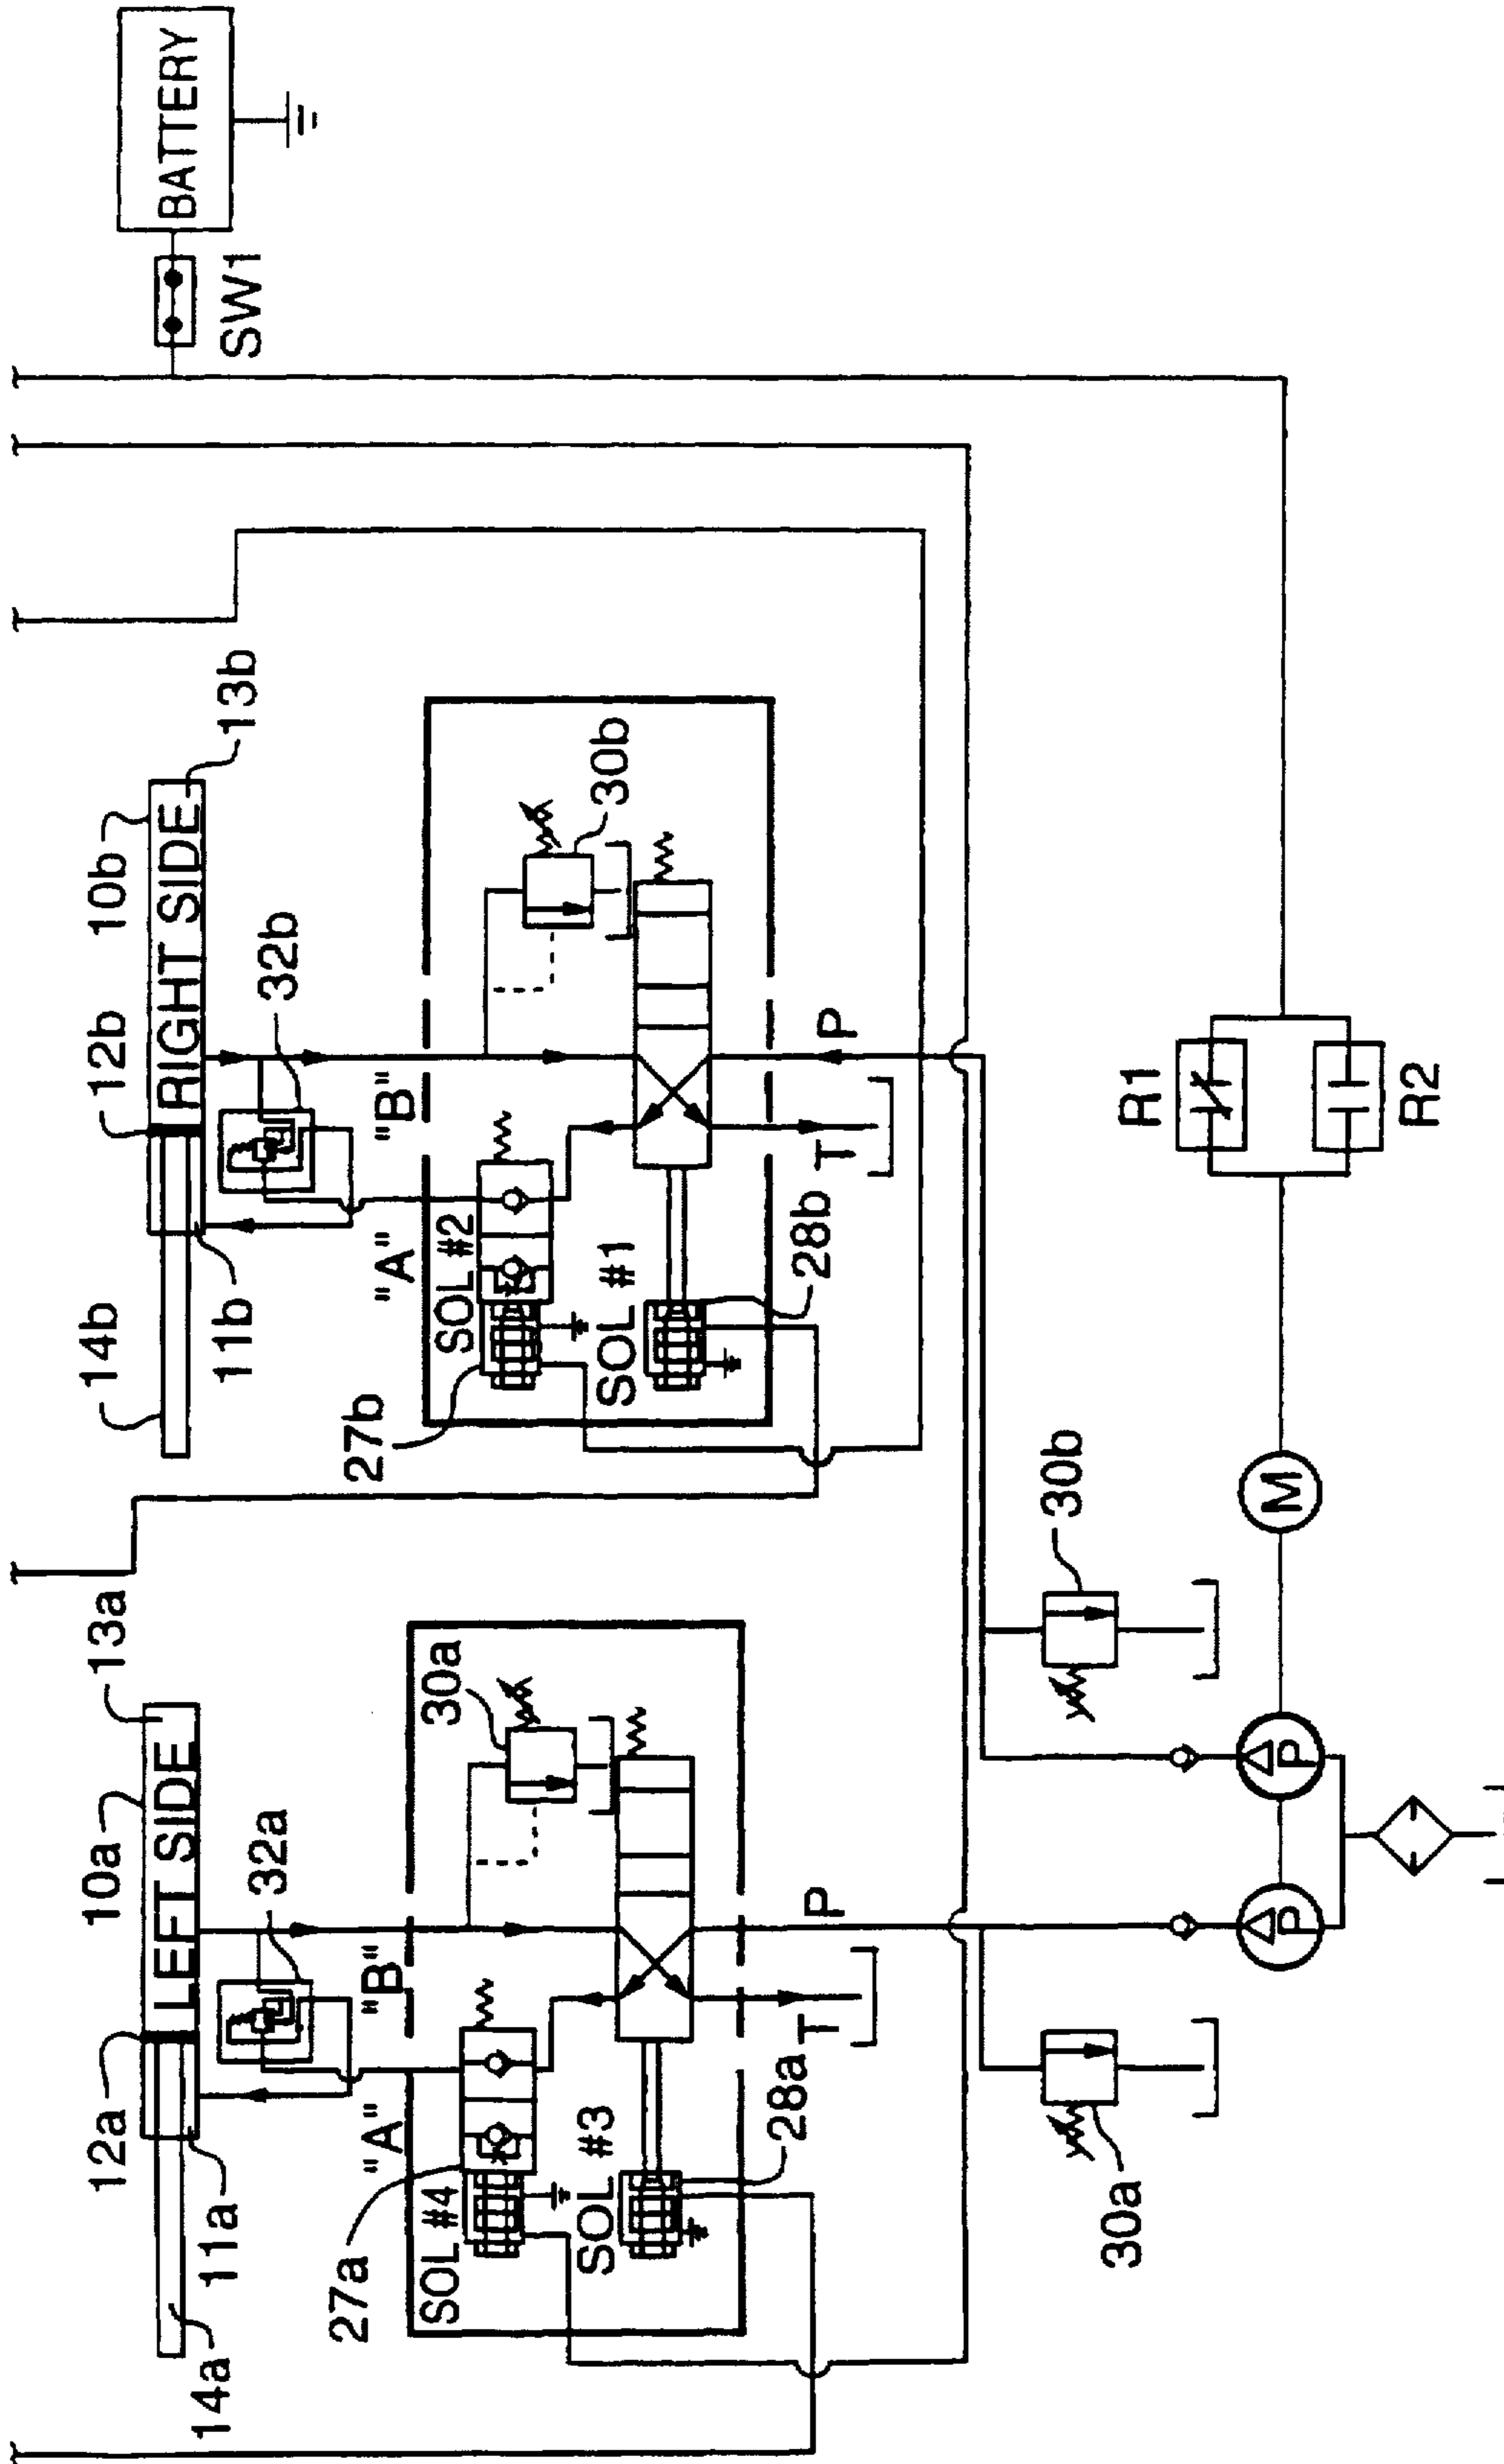 BATTERY
SW1
13b
10b
RIGHT SIDE
12b
32b
14b
11b
"B"
"A"
SOL #2
30b
27b
SOL #1
28b
P
T
13a
10a
LEFT SIDE
12a
32a
14a
11a
"B"
"A"
SOL #4
30a
27a
SOL #3
28a
P
T
R1
R2
M
30b
P
P
30a